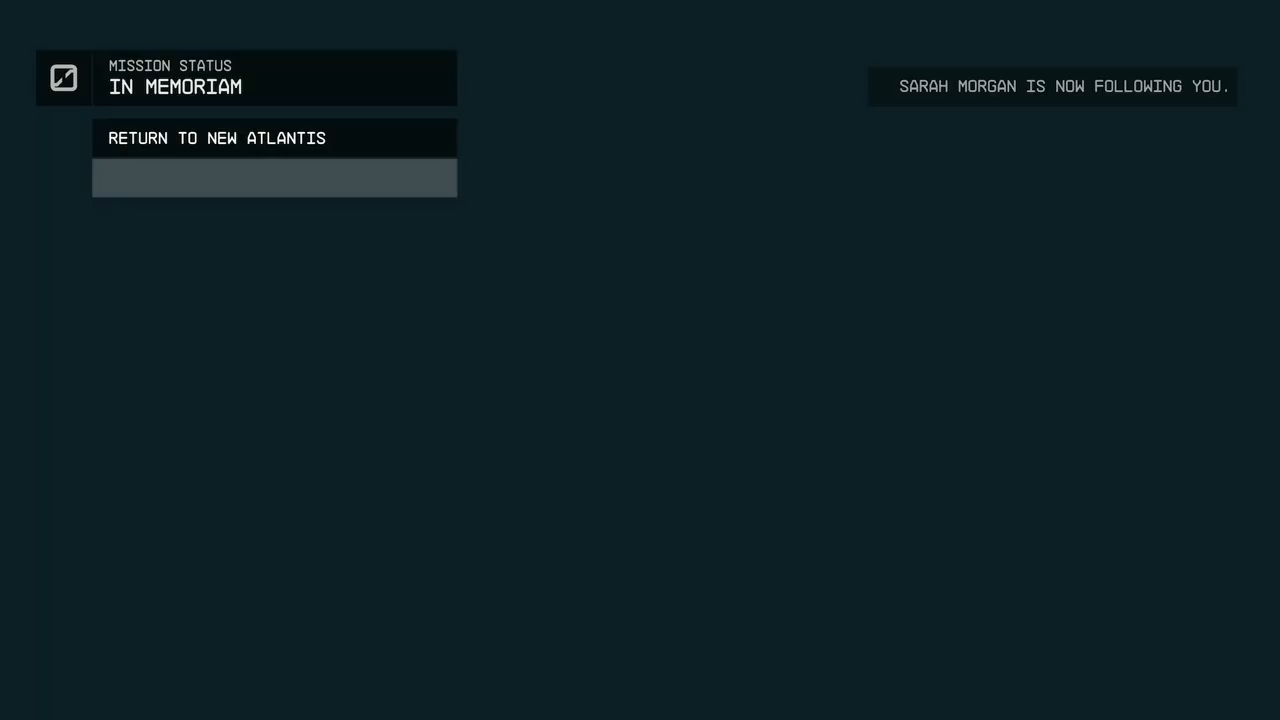 MISSION STATUS
IN MEMORIAM
SARAH MORGAN IS NOW FOLLOWING YOU.
RETURN TO NEW ATLANTIS